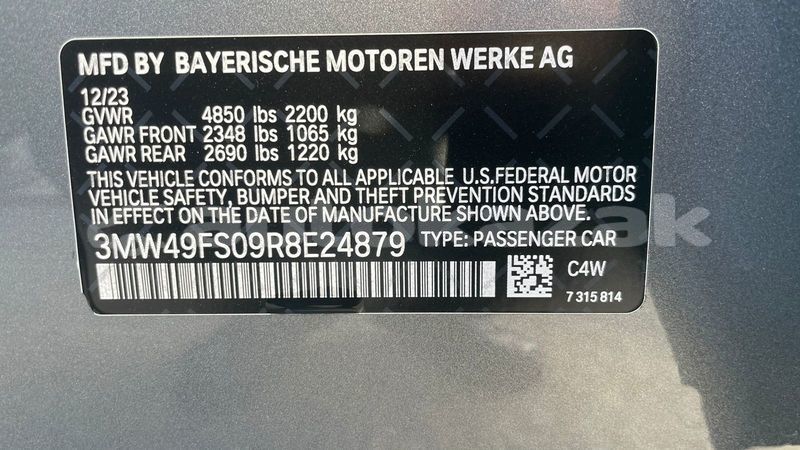 MFD BY BAYERISCHE MOTOREN WERKE AG
12/23
GVWR 4850 lbs 2200 kg
GAWR FRONT 2348 lbs 1065 kg
GAWR REAR 2690 lbs 1220 kg
THIS VEHICLE CONFORMS TO ALL APPLICABLE U.S.FEDERAL MOTOR
VEHICLE SAFETY, BUMPER AND THEFT PREVENTION STANDARDS
IN EFFECT ON THE DATE OF MANUFACTURE SHOWN ABOVE.
3MW49FS09R8E24879 TYPE: PASSENGER CAR
C4W
7 315 814